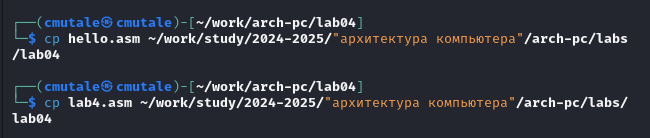 ┌──(cmutale㉿cmutale)-[~/work/arch-pc/lab04]
└─$ cp hello.asm ~/work/study/2024-2025/"архитектура компьютера"/arch-pc/labs
/lab04
┌──(cmutale㉿cmutale)-[~/work/arch-pc/lab04]
└─$ cp lab4.asm ~/work/study/2024-2025/"архитектура компьютера"/arch-pc/labs/
lab04